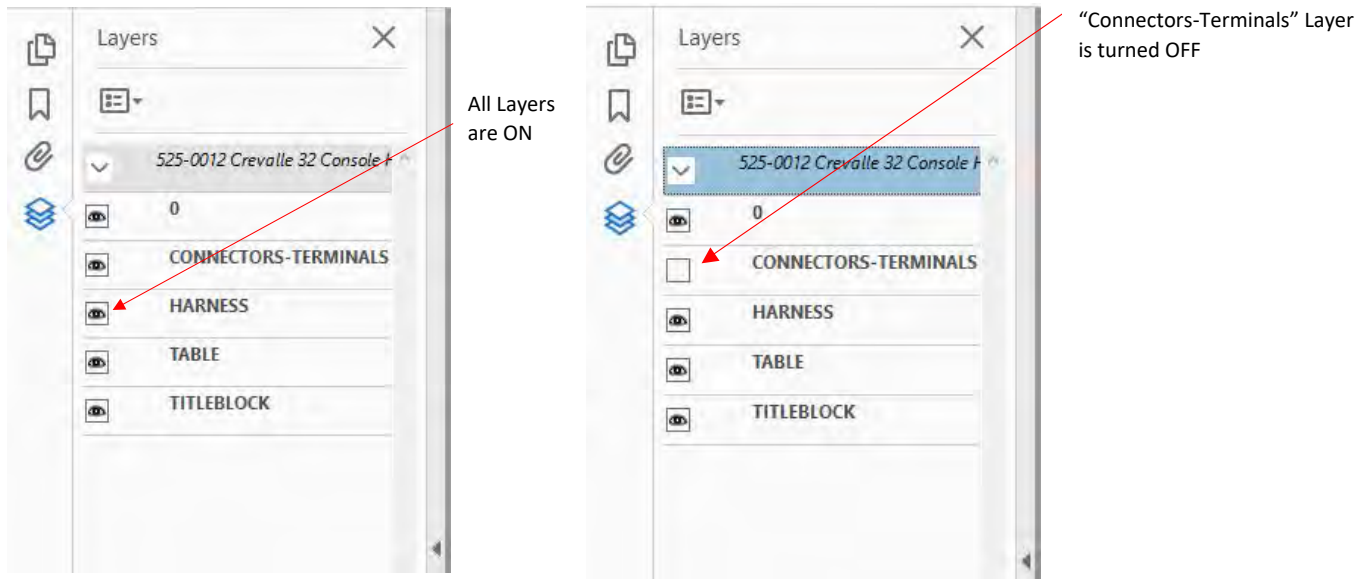 Layers
All Layers
are ON
525-0012 Crevalle 32 Console
0
CONNECTORS-TERMINALS
HARNESS
TABLE
TITLEBLOCK
Layers
“Connectors-Terminals” Layer
is turned OFF
525-0012 Crevalle 32 Console
0
CONNECTORS-TERMINALS
HARNESS
TABLE
TITLEBLOCK